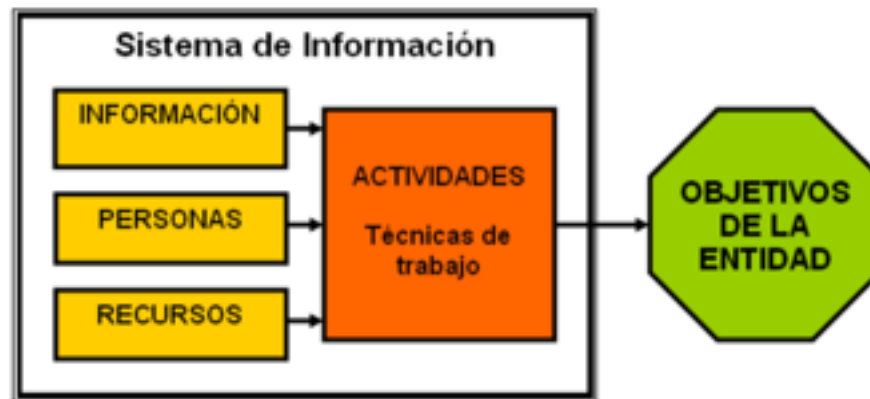 Sistema de Información
INFORMACIÓN
PERSONAS
RECURSOS
ACTIVIDADES
Técnicas de
trabajo
OBJETIVOS
DE LA
ENTIDAD